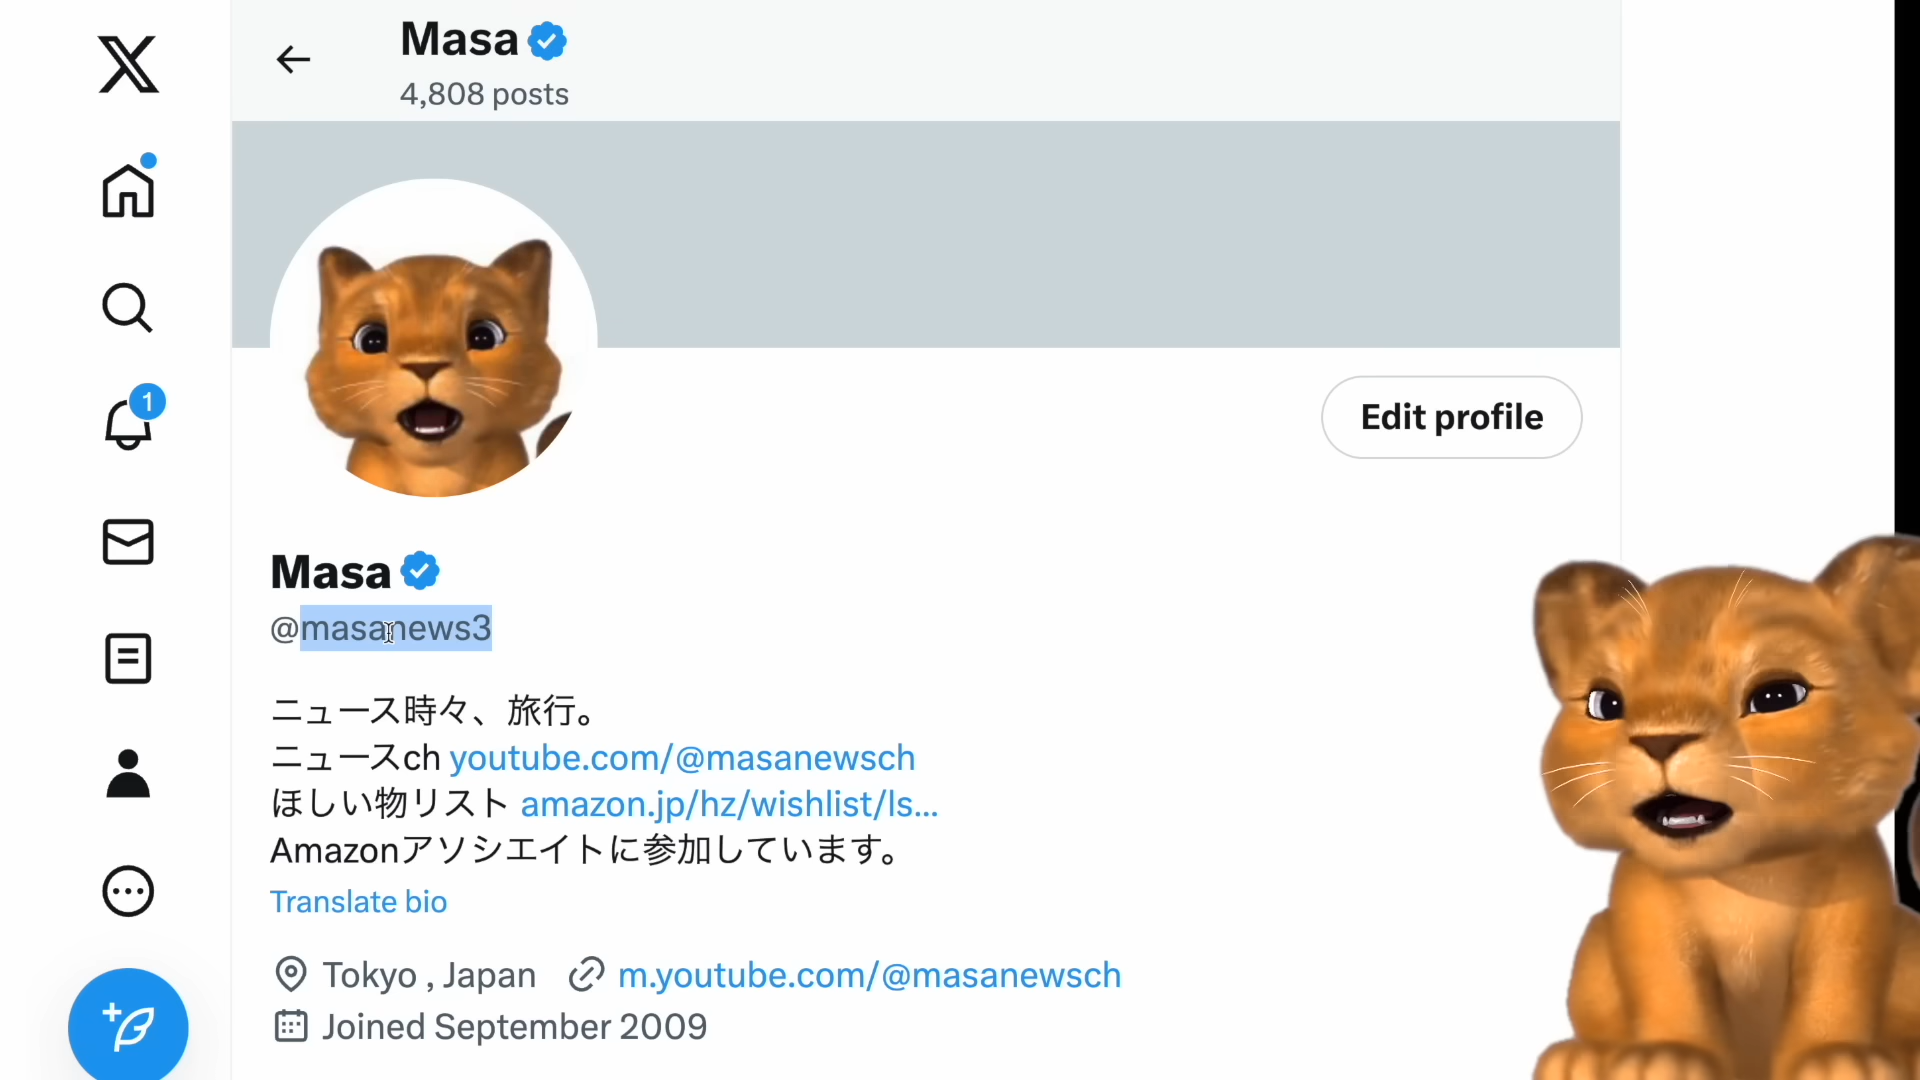 Masa
4,808 posts
1
Edit profile
Masa
@masanews3
ニュース時々、旅行。
ニュースch youtube.com/@masanewsch
ほしい物リスト amazon.jp/hz/wishlist/ls...
Amazonアソシエイトに参加しています。
Translate bio
Tokyo , Japan m.youtube.com/@masanewsch
Joined September 2009